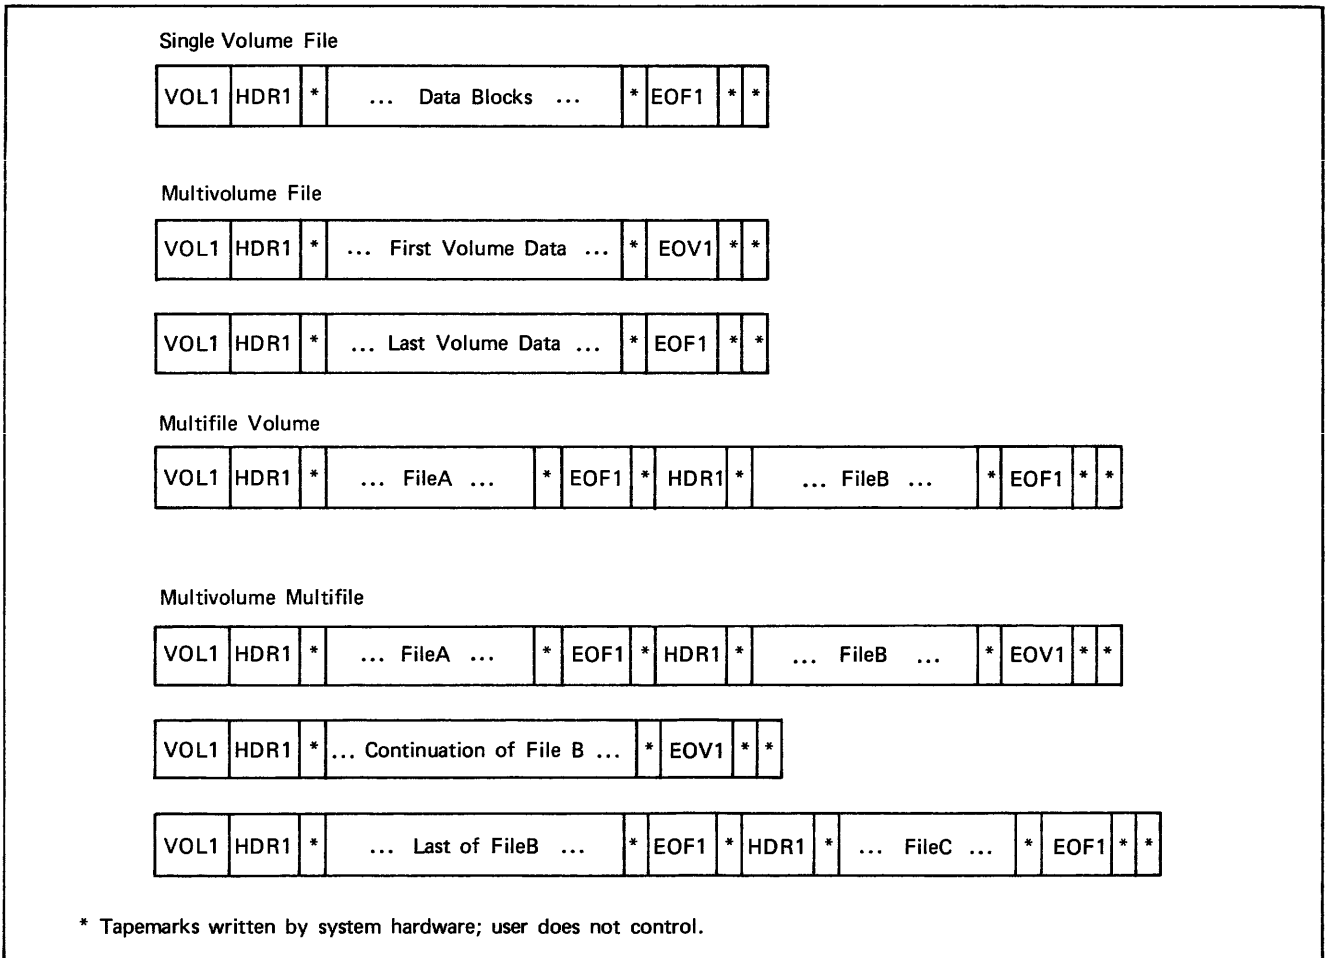 Single Volume File
VOL1 HDR1 * ... Data Blocks ... * EOF1 * *
Multivolume File
VOL1 HDR1 * ... First Volume Data ... * EOV1 * *
VOL1 HDR1 * ... Last Volume Data ... * EOF1 * *
Multifile Volume
VOL1 HDR1 * ... FileA ... * EOF1 * HDR1 * ... FileB ... * EOF1 * *
Multivolume Multifile
VOL1 HDR1 * ... FileA ... * EOF1 * HDR1 * ... FileB ... * EOV1 * *
VOL1 HDR1 * ... Continuation of File B ... * EOV1 * *
VOL1 HDR1 * ... Last of FileB ... * EOF1 * HDR1 * ... FileC ... * EOF1 * *
* Tapemarks written by system hardware; user does not control.